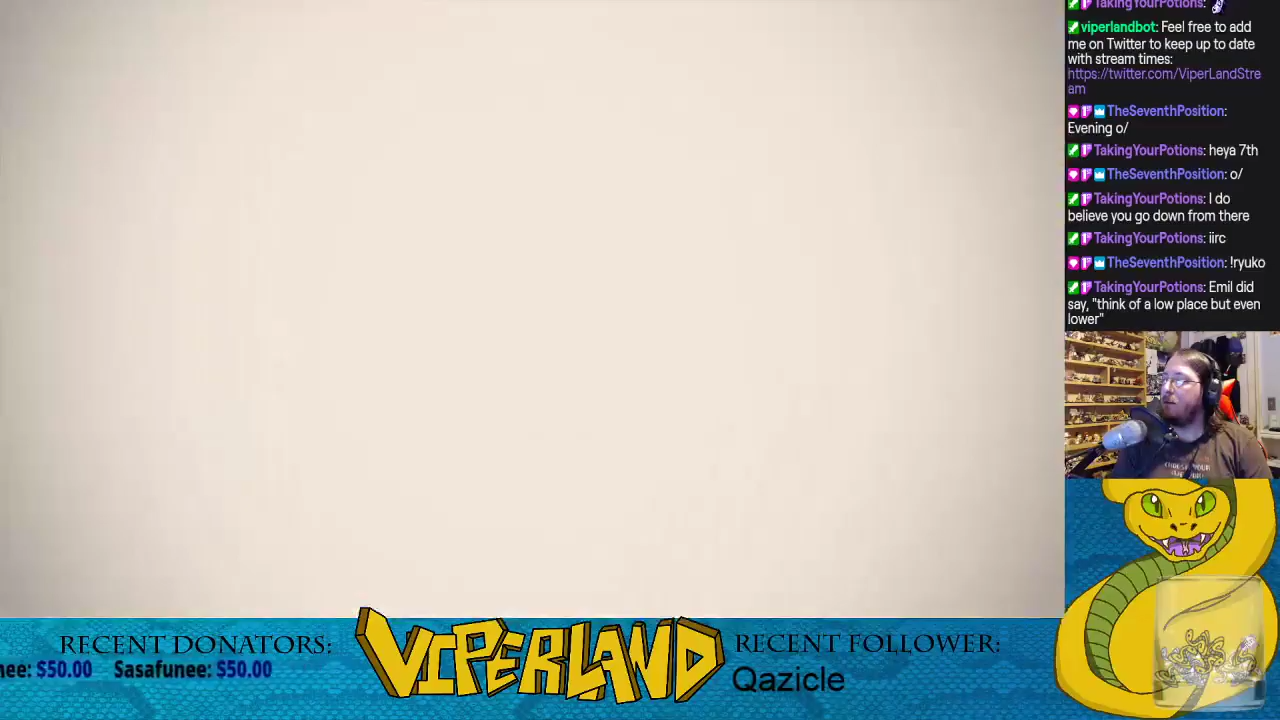 TakingYourPotions:
viperlandbot: Feel free to add
me on Twitter to keep up to date
with stream times:
https://twitter.com/ViperLandStre
am
TheSeventhPosition:
Evening o/
TakingYourPotions: heya 7th
TheSeventhPosition: o/
TakingYourPotions: I do
believe you go down from there
TakingYourPotions: iirc
TheSeventhPosition: !ryuko
TakingYourPotions: Emil did
say, "think of a low place but even
lower"
RECENT DONATORS:
nee: $50.00 Sasafunee: $50.00
VIPERLAND
RECENT FOLLOWER:
Qazicle